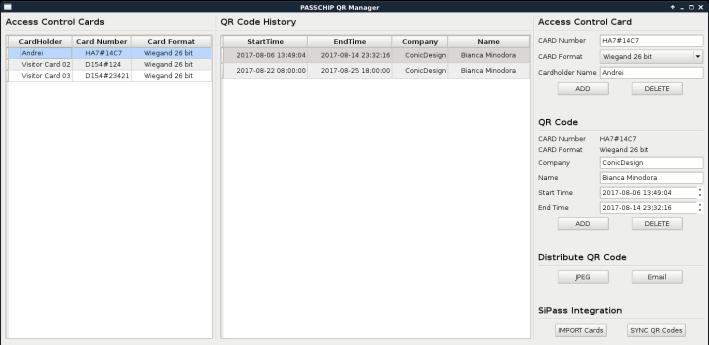 PASSCHIP QR Manager
Access Control Cards
CardHolder Card Number Card Format
Andrei HA7#14C7 Wiegand 26 bit
Visitor Card 02 D154#124 Wiegand 26 bit
Visitor Card 03 D154#23421 Wiegand 26 bit
QR Code History
StartTime EndTime Company Name
2017-08-06 13:49:04 2017-08-14 23:32:16 ConicDesign Bianca Minodora
2017-08-22 08:00:00 2017-08-25 18:00:00 ConicDesign Bianca Minodora
Access Control Card
CARD Number HA7#14C7
CARD Format Wiegand 26 bit
Cardholder Name Andrei
ADD DELETE
QR Code
CARD Number HA7#14C7
CARD Format Wiegand 26 bit
Company ConicDesign
Name Bianca Minodora
Start Time 2017-08-06 13:49:04
End Time 2017-08-14 23:32:16
ADD DELETE
Distribute QR Code
JPEG Email
SiPass Integration
IMPORT Cards SYNC QR Codes